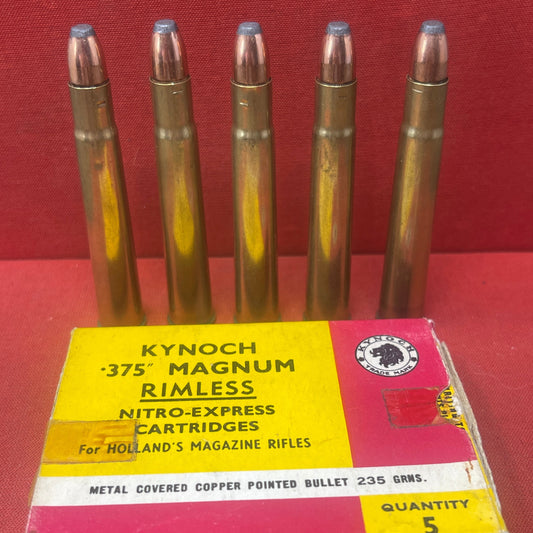 KYNOCH
·375" MAGNUM
RIMLESS
NITRO-EXPRESS
CARTRIDGES
For HOLLAND'S MAGAZINE RIFLES
KYNOCH
TRADE MARK
METAL COVERED COPPER POINTED BULLET 235 GRNS.
QUANTITY
5